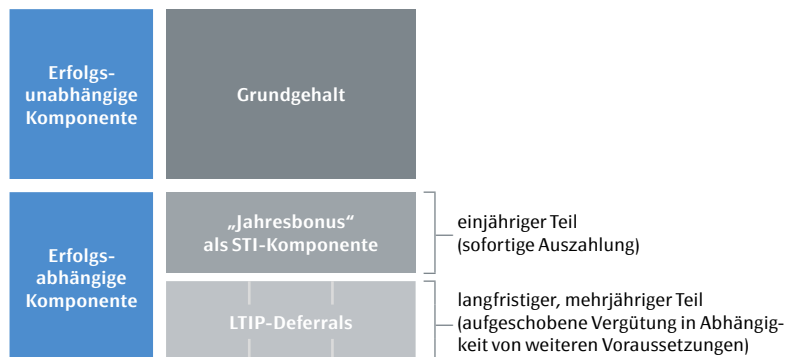 Erfolgs-
unabhängige
Komponente
Grundgehalt
Erfolgs-
abhängige
Komponente
„Jahresbonus“
als STI-Komponente
einjähriger Teil
(sofortige Auszahlung)
LTIP-Deferrals
langfristiger, mehrjähriger Teil
(aufgeschobene Vergütung in Abhängig-
keit von weiteren Voraussetzungen)